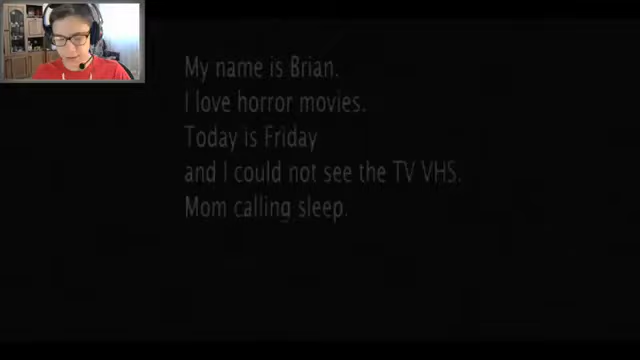 My name is Brian.
I love horror movies.
Today is Friday
and I could not see the TV VHS.
Mom calling sleep.